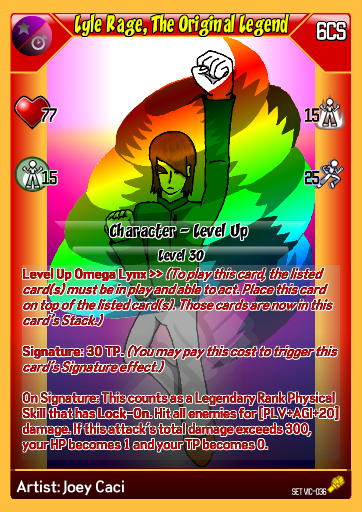 Lyle Rage, The Original Legend
6CS
77
15
15
25
Character - Level Up
Level 30
Level Up Omega Lynx >> (To play this card, the listed
card(s) must be in play and able to act. Place this card
on top of the listed card(s). Those cards are now in this
card's Stack.)
Signature: 30 TP. (You may pay this cost to trigger this
card's Signature effect.)
On Signature: This counts as a Legendary Rank Physical
Skill that has Lock-On. Hit all enemies for [PLV+AGI+20]
damage. If this attack's total damage exceeds 300,
your HP becomes 1 and your TP becomes 0.
Artist: Joey Caci
SET VIC-036